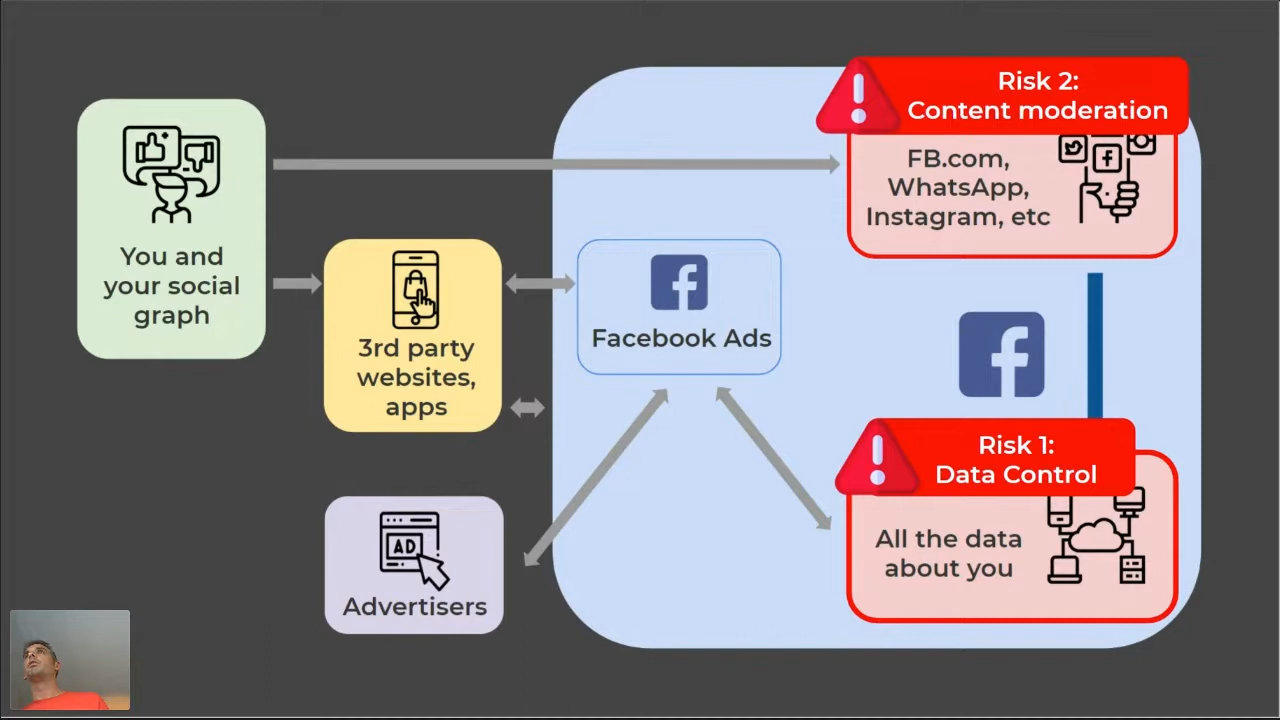 Risk 2:
Content moderation
FB.com,
WhatsApp,
Instagram, etc
You and
your social
graph
3rd party
websites,
apps
Facebook Ads
Risk 1:
Data Control
All the data
about you
AD
Advertisers